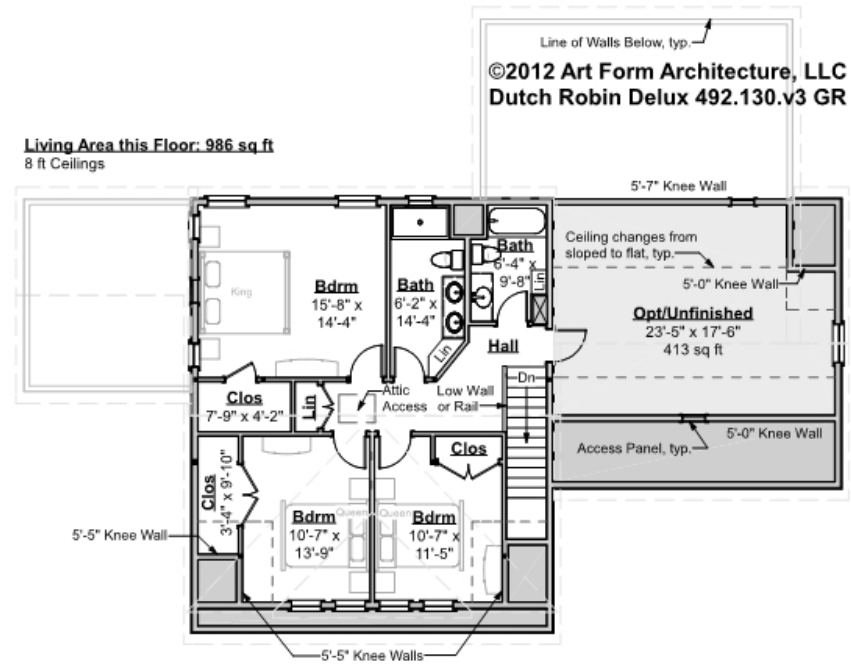 Line of Walls Below, typ.
©2012 Art Form Architecture, LLC
Dutch Robin Delux 492.130.v3 GR
Living Area this Floor: 986 sq ft
8 ft Ceilings
5'-7" Knee Wall
Ceiling changes from
sloped to flat, typ.
5'-0" Knee Wall
Opt/Unfinished
23'-5" x 17'-6"
413 sq ft
King
Bdrm
15'-8" x
14'-4"
Bath
6'-2" x
14'-4"
Bath
6'-4" x
9'-8"
Lin
Lin
Hall
Dn
Clos
7'-9" x 4'-2"
Lin
Attic
Access
Low Wall
or Rail
Clos
Access Panel, typ.
5'-0" Knee Wall
Clos
3'-4" x 9'-10"
5'-5" Knee Wall
Queen
Queen
Bdrm
10'-7" x
13'-9"
Bdrm
10'-7" x
11'-5"
5'-5" Knee Walls